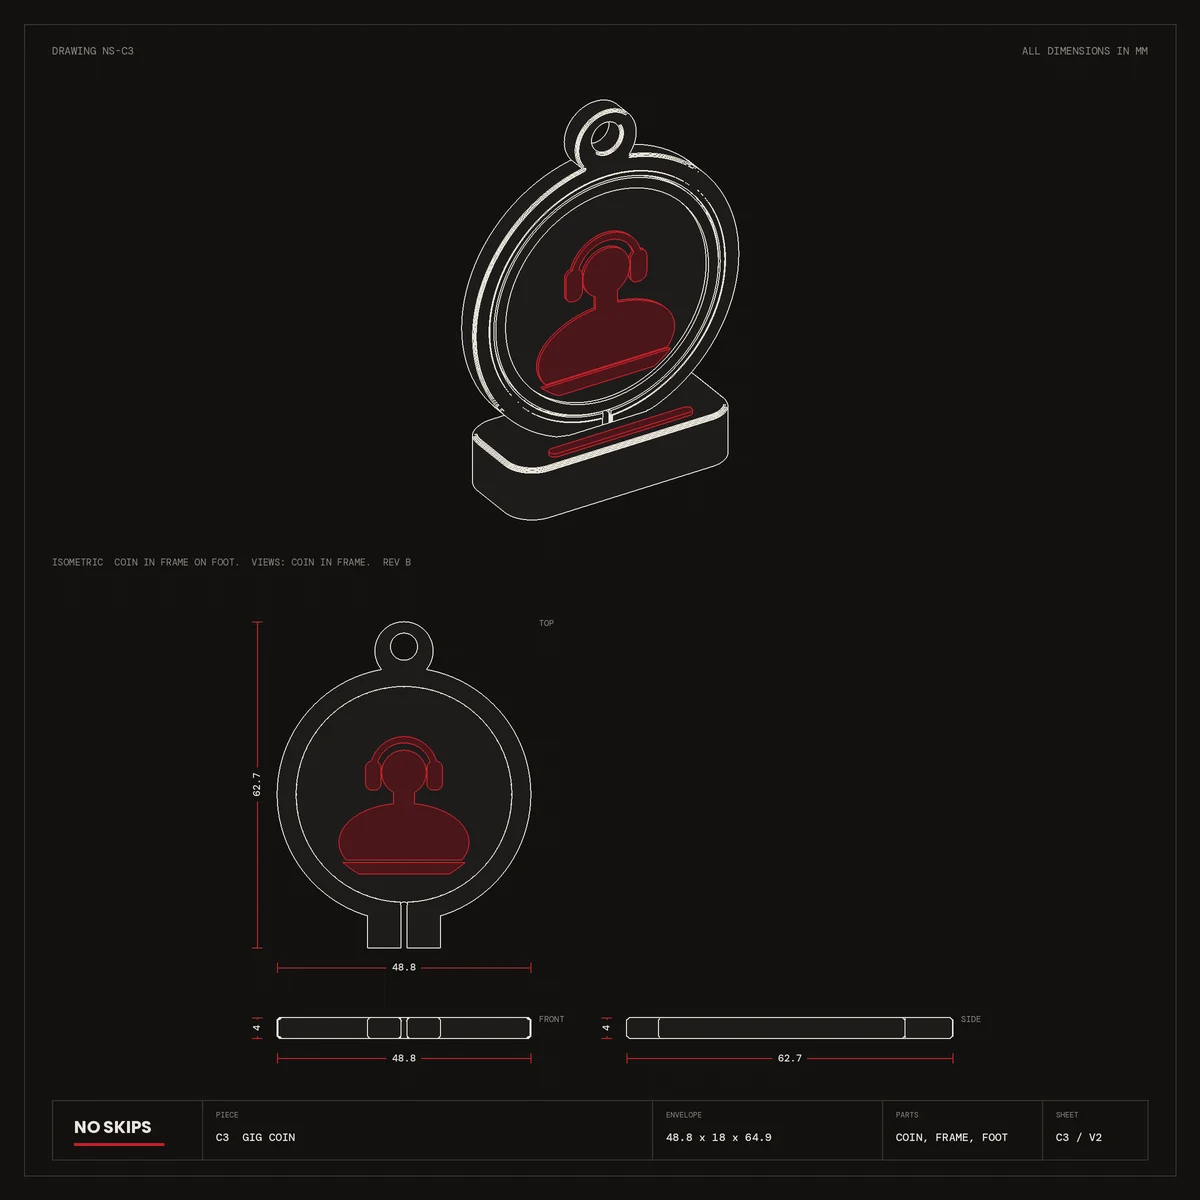 DRAWING NS-C3
ALL DIMENSIONS IN MM
ISOMETRIC  COIN IN FRAME ON FOOT.  VIEWS: COIN IN FRAME.  REV B
TOP
62.7
48.8
4
FRONT
48.8
4
SIDE
62.7
NO SKIPS
PIECE
C3  GIG COIN
ENVELOPE
48.8 x 18 x 64.9
PARTS
COIN, FRAME, FOOT
SHEET
C3 / V2